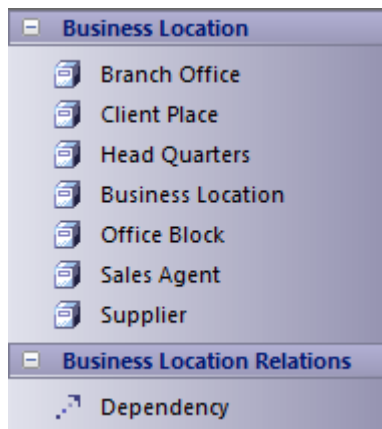 Business Location
Branch Office
Client Place
Head Quarters
Business Location
Office Block
Sales Agent
Supplier
Business Location Relations
Dependency